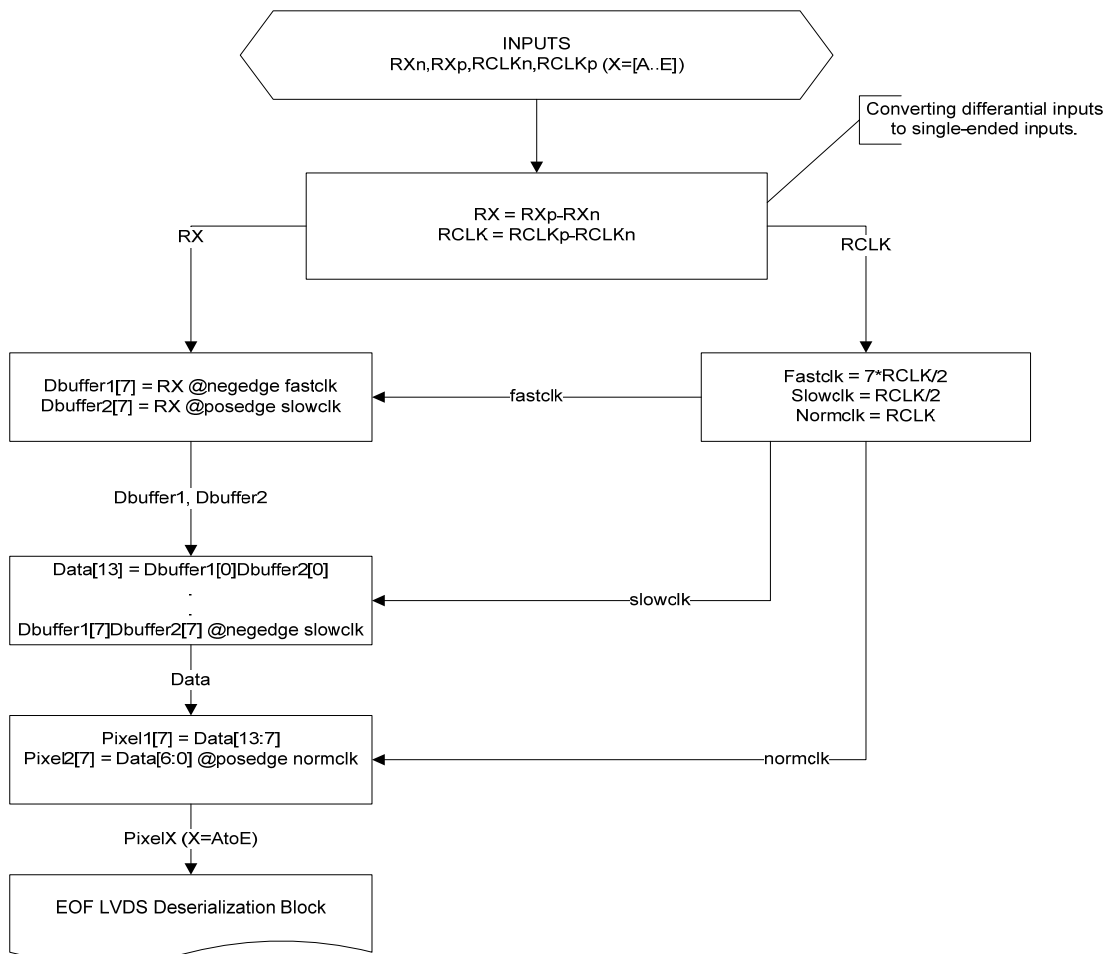 INPUTS
RXn,RXp,RCLKn,RCLKp (X=[A..E])
Converting differantial inputs
to single-ended inputs.
RX = RXp-RXn
RCLK = RCLKp-RCLKn
RX
RCLK
Dbuffer1[7] = RX @negedge fastclk
Dbuffer2[7] = RX @posedge slowclk
fastclk
Fastclk = 7*RCLK/2
Slowclk = RCLK/2
Normclk = RCLK
Dbuffer1, Dbuffer2
Data[13] = Dbuffer1[0]Dbuffer2[0]
.
.
Dbuffer1[7]Dbuffer2[7] @negedge slowclk
slowclk
Data
Pixel1[7] = Data[13:7]
Pixel2[7] = Data[6:0] @posedge normclk
normclk
PixelX (X=AtoE)
EOF LVDS Deserialization Block